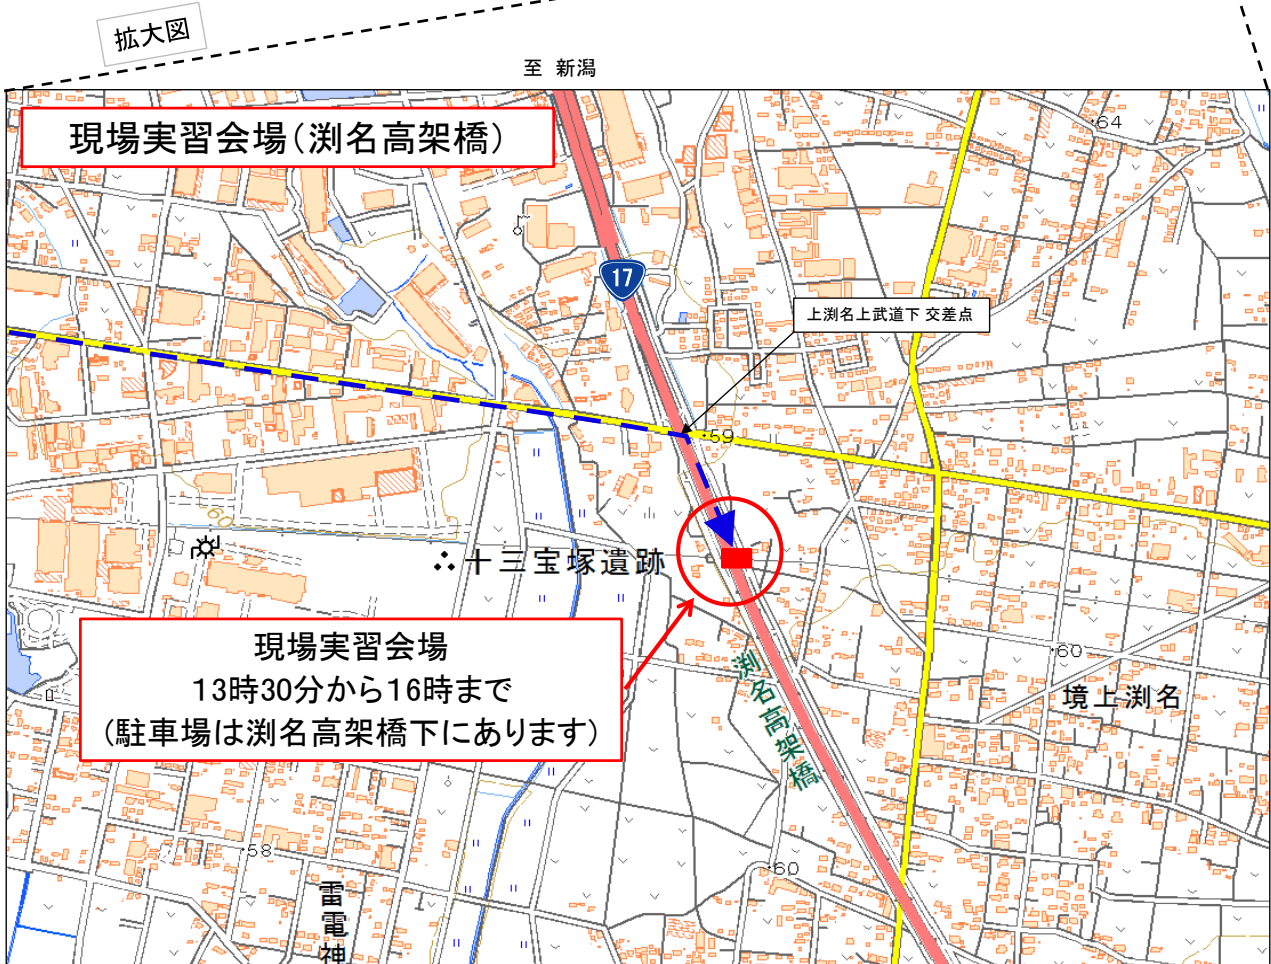 拡大図
至 新潟
現場実習会場(渕名高架橋)
64
17
上渕名上武道下 交差点
59
60
十三宝塚遺跡
現場実習会場
13時30分から16時まで
(駐車場は渕名高架橋下にあります)
渕名高架橋
60
境上渕名
58
60
雷電神